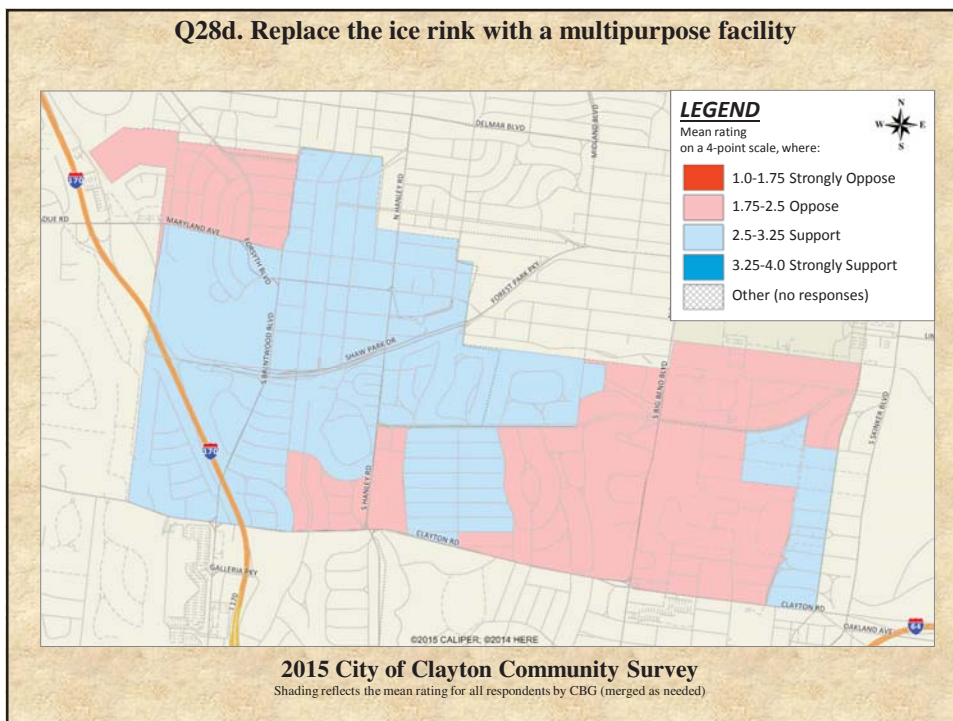 Q28d. Replace the ice rink with a multipurpose facility
LEGEND
Mean rating
on a 4-point scale, where:
1.0-1.75 Strongly Oppose
1.75-2.5 Oppose
2.5-3.25 Support
3.25-4.0 Strongly Support
Other (no responses)
N
W
E
S
DELMAR BLVD
MIDLAND BLVD
170
N HANLEY RD
DUE RD
MARYLAND AVE
FORSYTH BLVD
FOREST PARK PKY
S BRENTWOOD BLVD
SHAW PARK DR
LIN
S BIG BEND BLVD
S SKINKER BLVD
170
S HANLEY RD
CLAYTON RD
GALLERIA PKY
I 170
CLAYTON RD
OAKLAND AVE
64
©2015 CALIPER; ©2014 HERE
2015 City of Clayton Community Survey
Shading reflects the mean rating for all respondents by CBG (merged as needed)